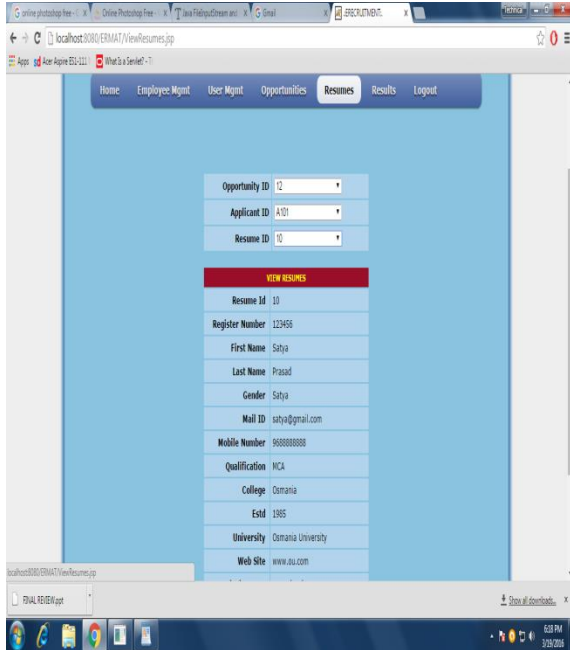 online photoshop free - 
Online Photoshop Free - 
Java FileInputStream and 
Gmail
:ERECRUITMENT:.
Technical
localhost:8080/ERMAT/ViewResumes.jsp
Apps
Acer Aspire ES1-111
What Is a Servlet? - T
Home Employee Mgmt User Mgmt Opportunities Resumes Results Logout
Opportunity ID 12
Applicant ID A101
Resume ID 10
VIEW RESUMES
Resume Id 10
Register Number 123456
First Name Satya
Last Name Prasad
Gender Satya
Mail ID satya@gmail.com
Mobile Number 9688888888
Qualification MCA
College Osmania
Estd 1985
University Osmania University
Web Site www.ou.com
localhost:8080/ERMAT/ViewResumes.jsp
FINAL REVIEW.ppt
Show all downloads...
6:18 PM
3/19/2016